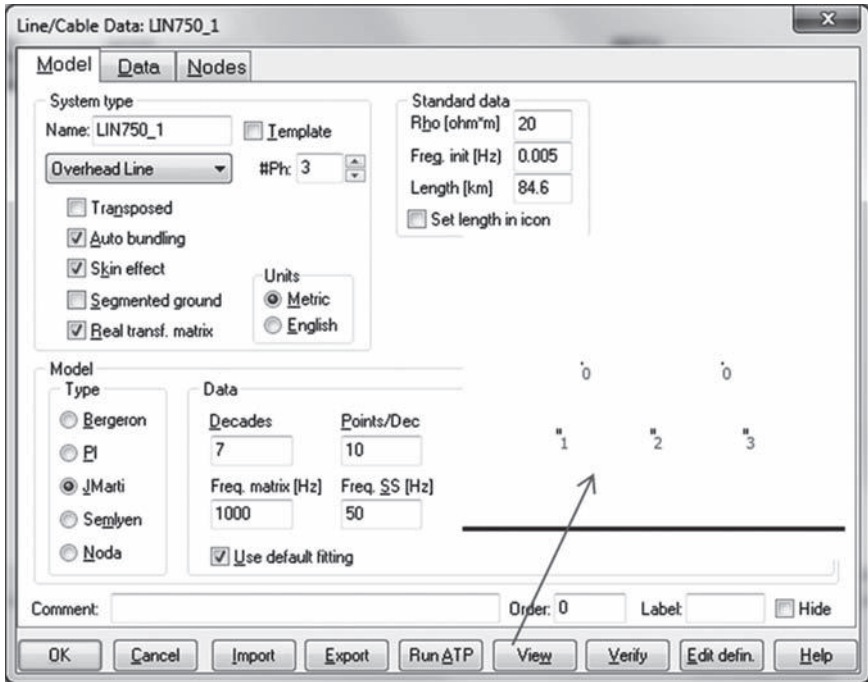 Line/Cable Data: LIN750_1
Model
Data
Nodes
System type
Name: LIN750_1
Template
Overhead Line
#Ph: 3
Transposed
Auto bundling
Skin effect
Segmented ground
Real transf. matrix
Units
Metric
English
Standard data
Rho [ohm*m] 20
Freq. init [Hz] 0.005
Length [km] 84.6
Set length in icon
Model
Type
Bergeron
PI
JMarti
Semlyen
Noda
Data
Decades
7
Points/Dec
10
Freq. matrix [Hz]
1000
Freq. SS [Hz]
50
Use default fitting
0
0
1
2
3
Comment:
Order: 0
Label:
Hide
OK
Cancel
Import
Export
Run ATP
View
Verify
Edit defin.
Help